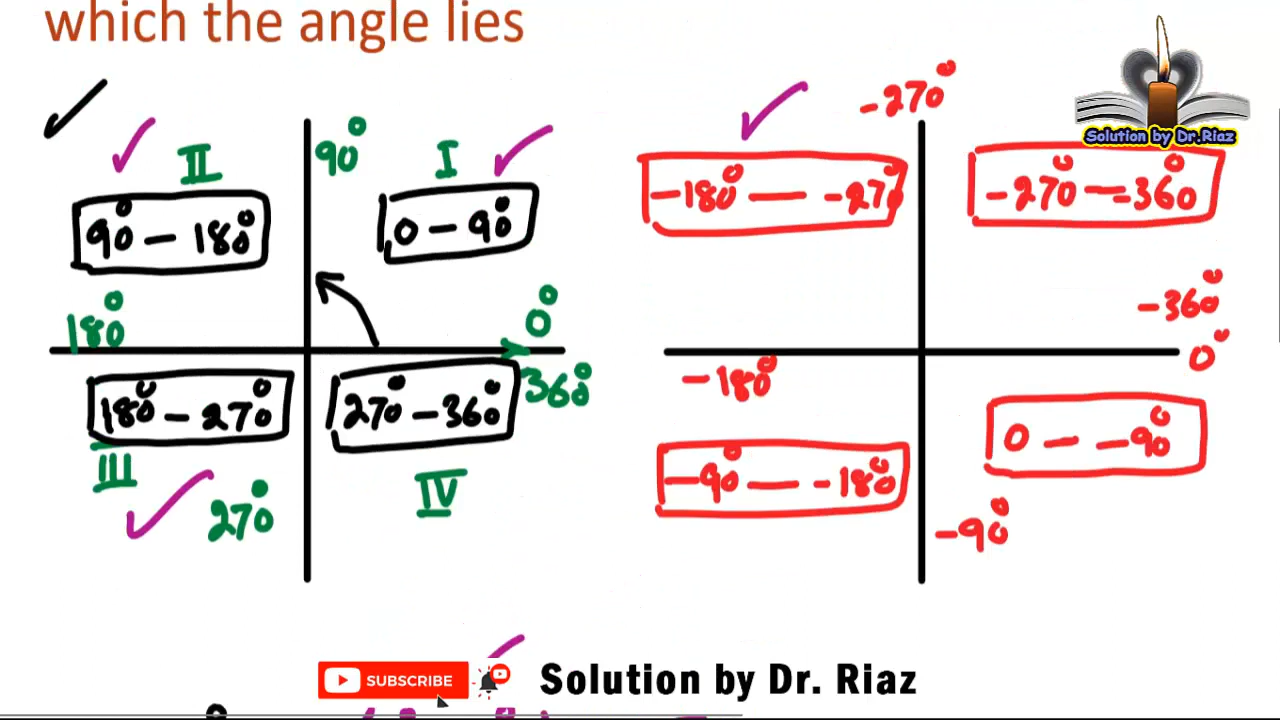 which the angle lies
Solution by Dr.Riaz
II
90°
I
90° — 180°
0 – 90°
180°
0°
360°
180° – 270°
270° – 360°
III
270°
IV
-270°
-180° — -270°
-270° — -360°
-360°
0°
-180°
0 — -90°
-90° — -180°
-90°
SUBSCRIBE
Solution by Dr. Riaz